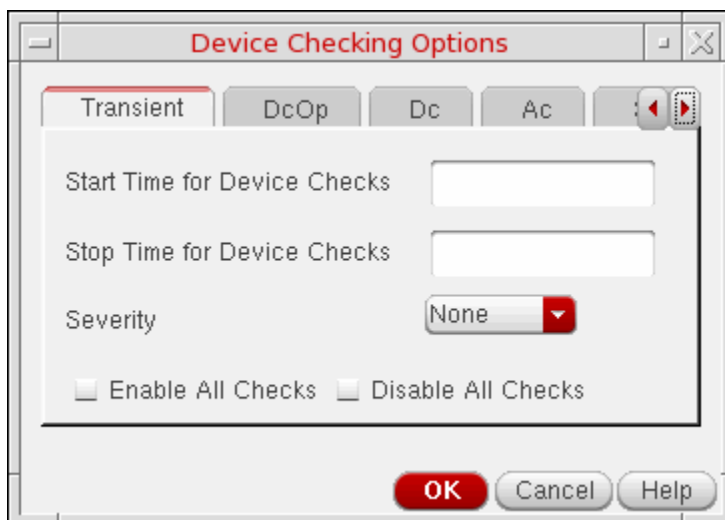 Device Checking Options
Transient DcOp Dc Ac
Start Time for Device Checks
Stop Time for Device Checks
Severity None
Enable All Checks Disable All Checks
OK Cancel Help